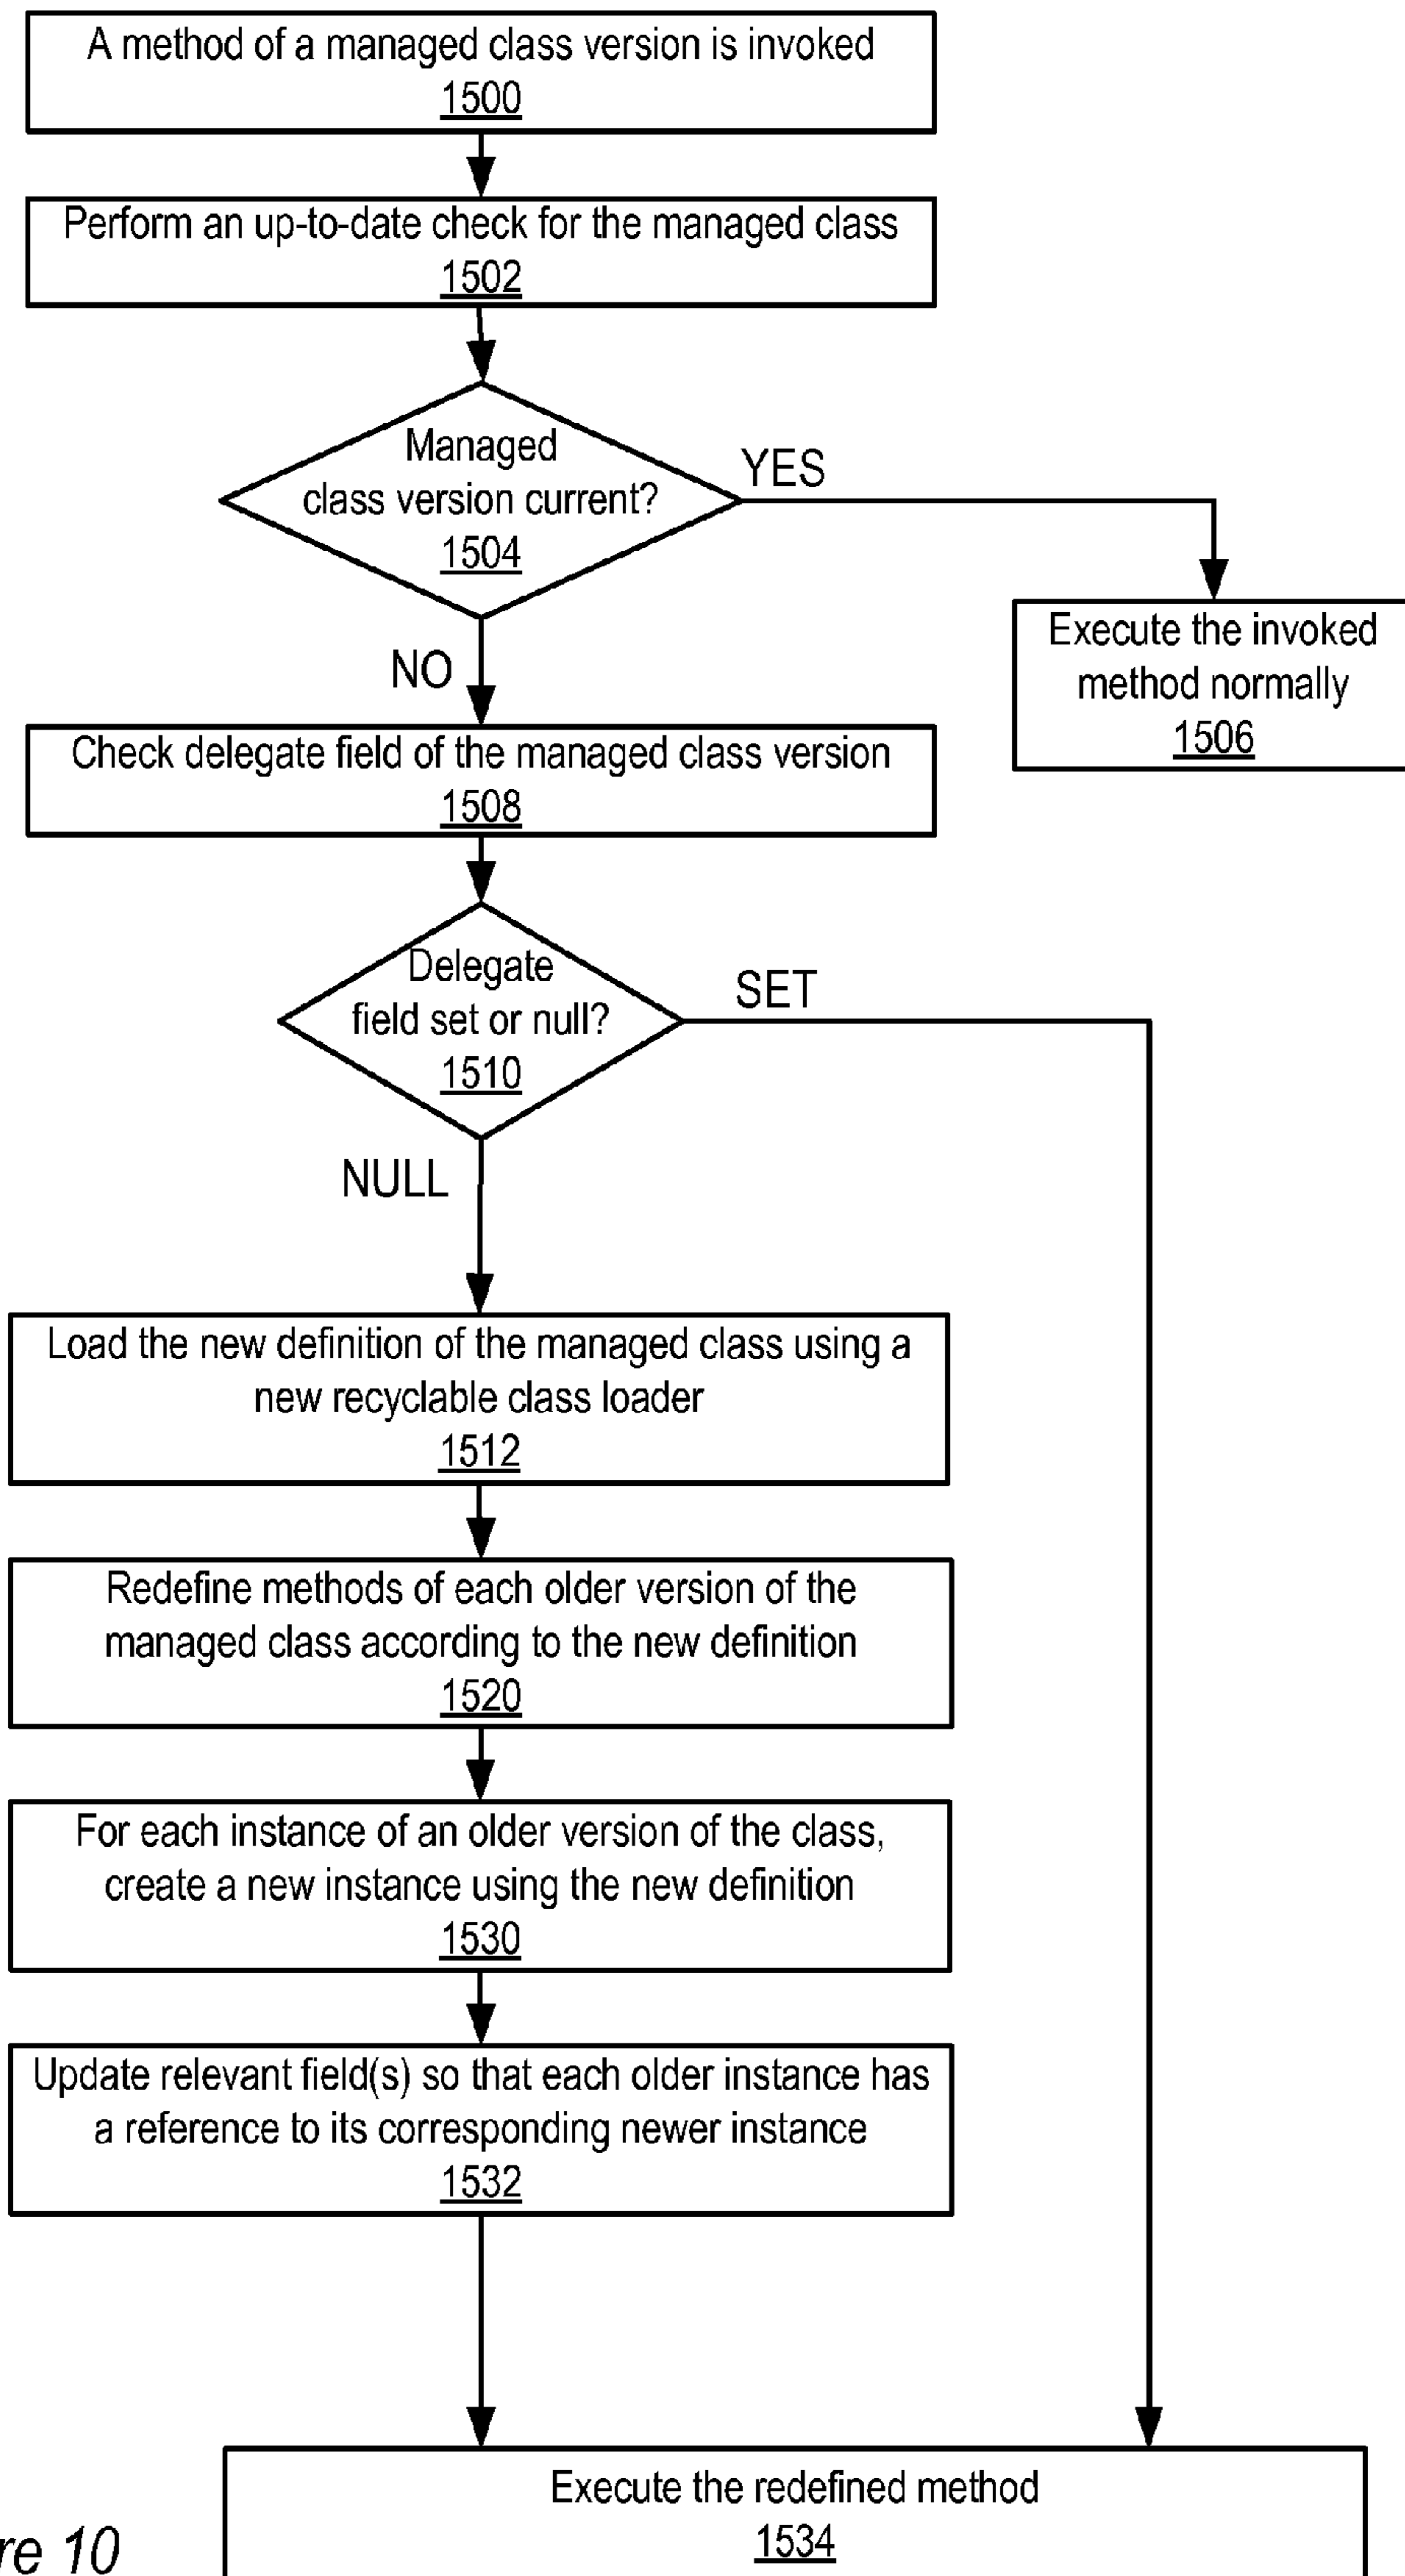 A method of a managed class version is invoked
1500
Perform an up-to-date check for the managed class
1502
Managed
class version current?
1504
YES
Execute the invoked
method normally
1506
NO
Check delegate field of the managed class version
1508
Delegate
field set or null?
1510
SET
NULL
Load the new definition of the managed class using a
new recyclable class loader
1512
Redefine methods of each older version of the
managed class according to the new definition
1520
For each instance of an older version of the class,
create a new instance using the new definition
1530
Update relevant field(s) so that each older instance has
a reference to its corresponding newer instance
1532
Execute the redefined method
1534
re 10